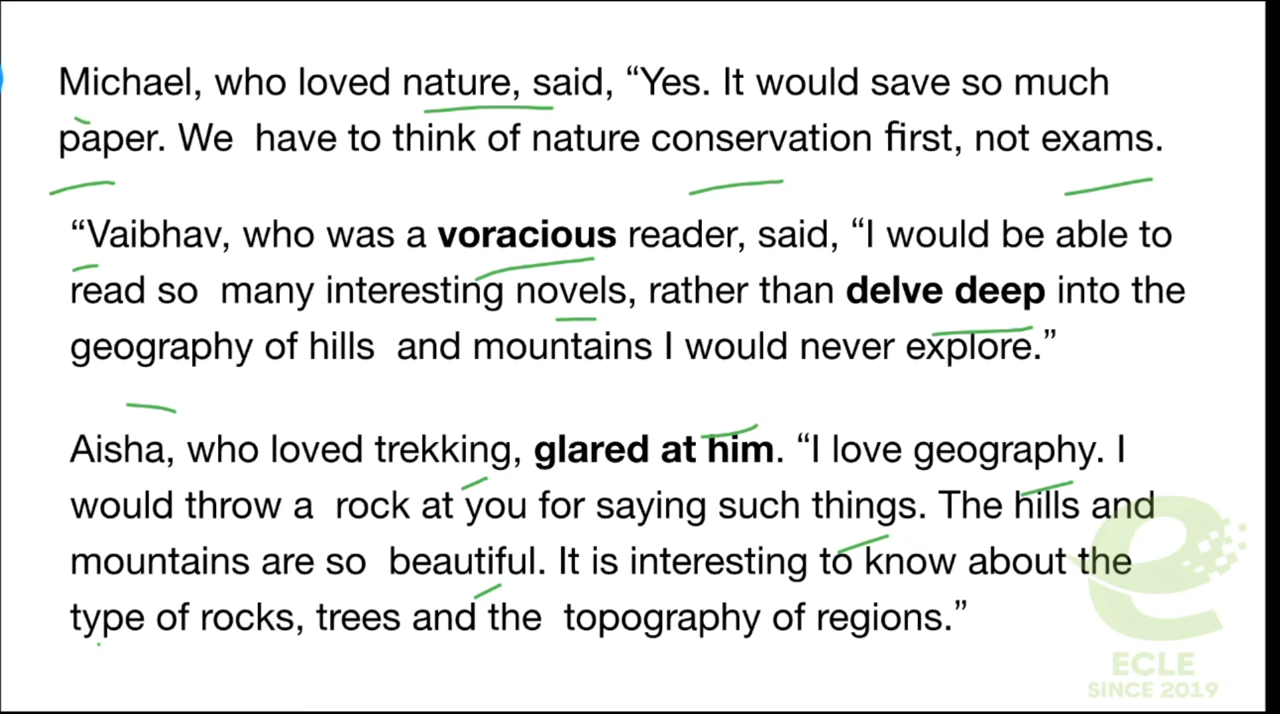 Michael, who loved nature, said, “Yes. It would save so much
paper. We  have to think of nature conservation first, not exams.
“Vaibhav, who was a voracious reader, said, “I would be able to
read so  many interesting novels, rather than delve deep into the
geography of hills  and mountains I would never explore.”
Aisha, who loved trekking, glared at him. “I love geography. I
would throw a  rock at you for saying such things. The hills and
mountains are so  beautiful. It is interesting to know about the
type of rocks, trees and the  topography of regions.”
ECLE
SINCE 2019